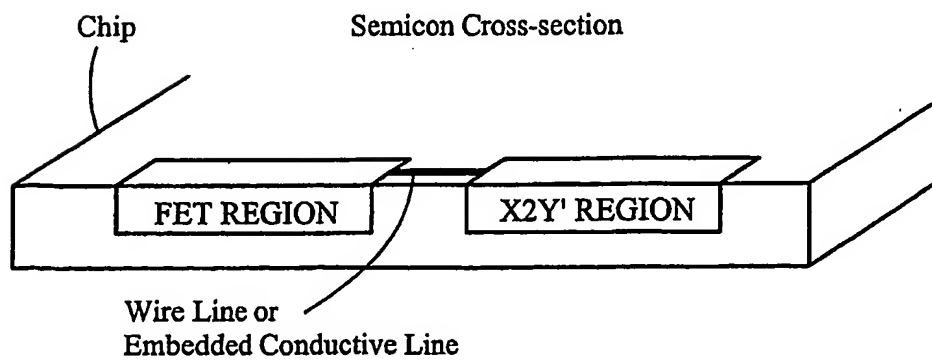 Chip
Semicon Cross-section
FET REGION
X2Y' REGION
Wire Line or
Embedded Conductive Line